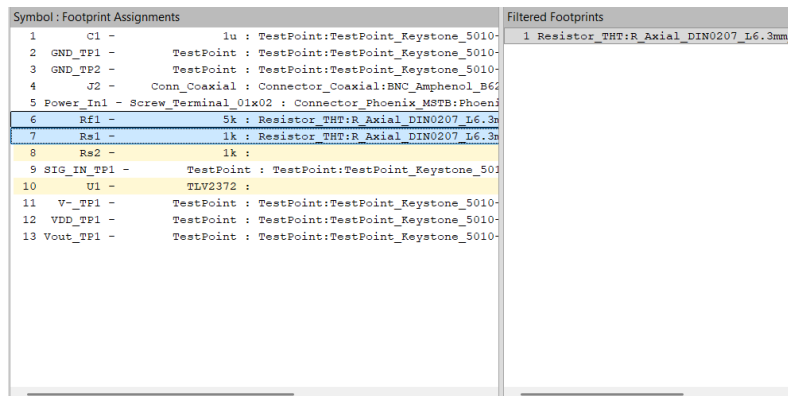 Symbol : Footprint Assignments
Filtered Footprints
1 C1 - 1u : TestPoint:TestPoint_Keystone_5010-
1 Resistor_THT:R_Axial_DIN0207_L6.3mm
2 GND_TP1 - TestPoint : TestPoint:TestPoint_Keystone_5010-
3 GND_TP2 - TestPoint : TestPoint:TestPoint_Keystone_5010-
4 J2 - Conn_Coaxial : Connector_Coaxial:BNC_Amphenol_B62
5 Power_In1 - Screw_Terminal_01x02 : Connector_Phoenix_MSTB:Phoeni
6 Rf1 - 5k : Resistor_THT:R_Axial_DIN0207_L6.3m
7 Rs1 - 1k : Resistor_THT:R_Axial_DIN0207_L6.3m
8 Rs2 - 1k :
9 SIG_IN_TP1 - TestPoint : TestPoint:TestPoint_Keystone_501
10 U1 - TLV2372 :
11 V-_TP1 - TestPoint : TestPoint:TestPoint_Keystone_5010-
12 VDD_TP1 - TestPoint : TestPoint:TestPoint_Keystone_5010-
13 Vout_TP1 - TestPoint : TestPoint:TestPoint_Keystone_5010-